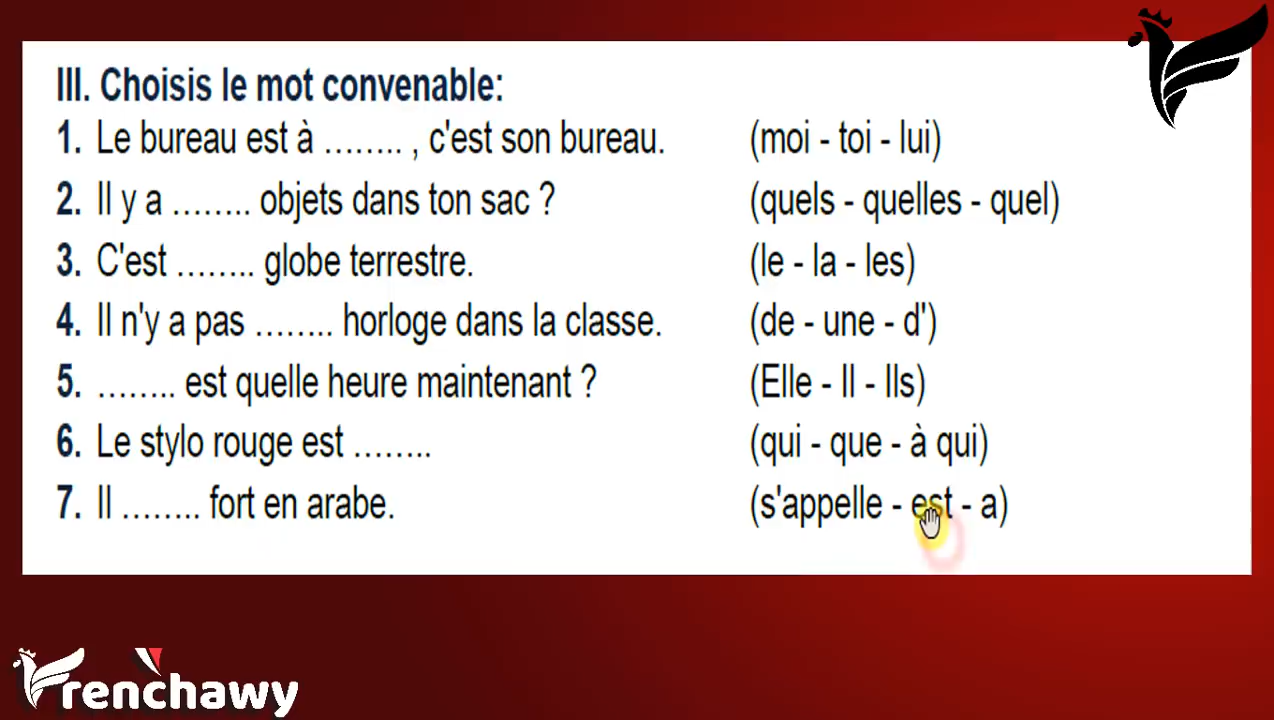 III. Choisis le mot convenable:
1. Le bureau est à …….. , c'est son bureau. (moi - toi - lui)
2. Il y a …….. objets dans ton sac ? (quels - quelles - quel)
3. C'est …….. globe terrestre. (le - la - les)
4. Il n'y a pas …….. horloge dans la classe. (de - une - d')
5. …….. est quelle heure maintenant ? (Elle - Il - Ils)
6. Le stylo rouge est …….. (qui - que - à qui)
7. Il …….. fort en arabe. (s'appelle - est - a)
Frenchawy